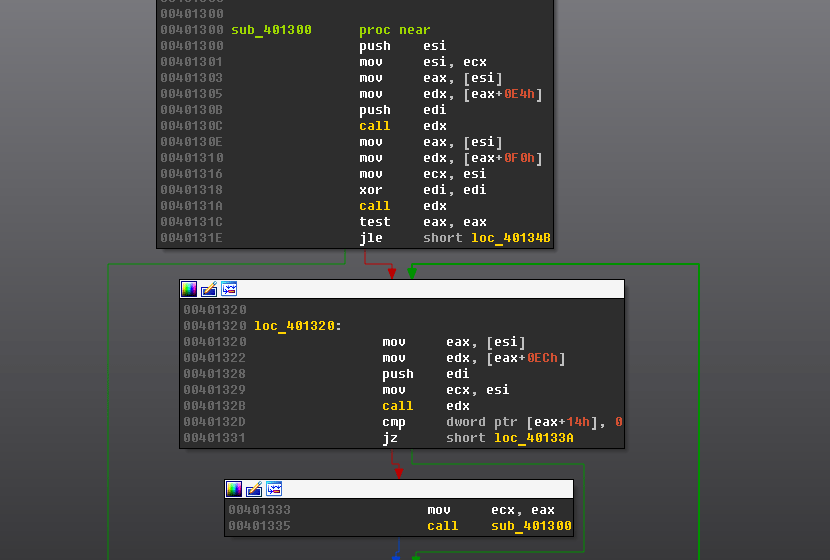 00401300
00401300 sub_401300 proc near
00401300 push esi
00401301 mov esi, ecx
00401303 mov eax, [esi]
00401305 mov edx, [eax+0E4h]
0040130B push edi
0040130C call edx
0040130E mov eax, [esi]
00401310 mov edx, [eax+0F0h]
00401316 mov ecx, esi
00401318 xor edi, edi
0040131A call edx
0040131C test eax, eax
0040131E jle short loc_40134B
00401320
00401320 loc_401320:
00401320 mov eax, [esi]
00401322 mov edx, [eax+0ECh]
00401328 push edi
00401329 mov ecx, esi
0040132B call edx
0040132D cmp dword ptr [eax+14h], 0
00401331 jz short loc_40133A
00401333 mov ecx, eax
00401335 call sub_401300